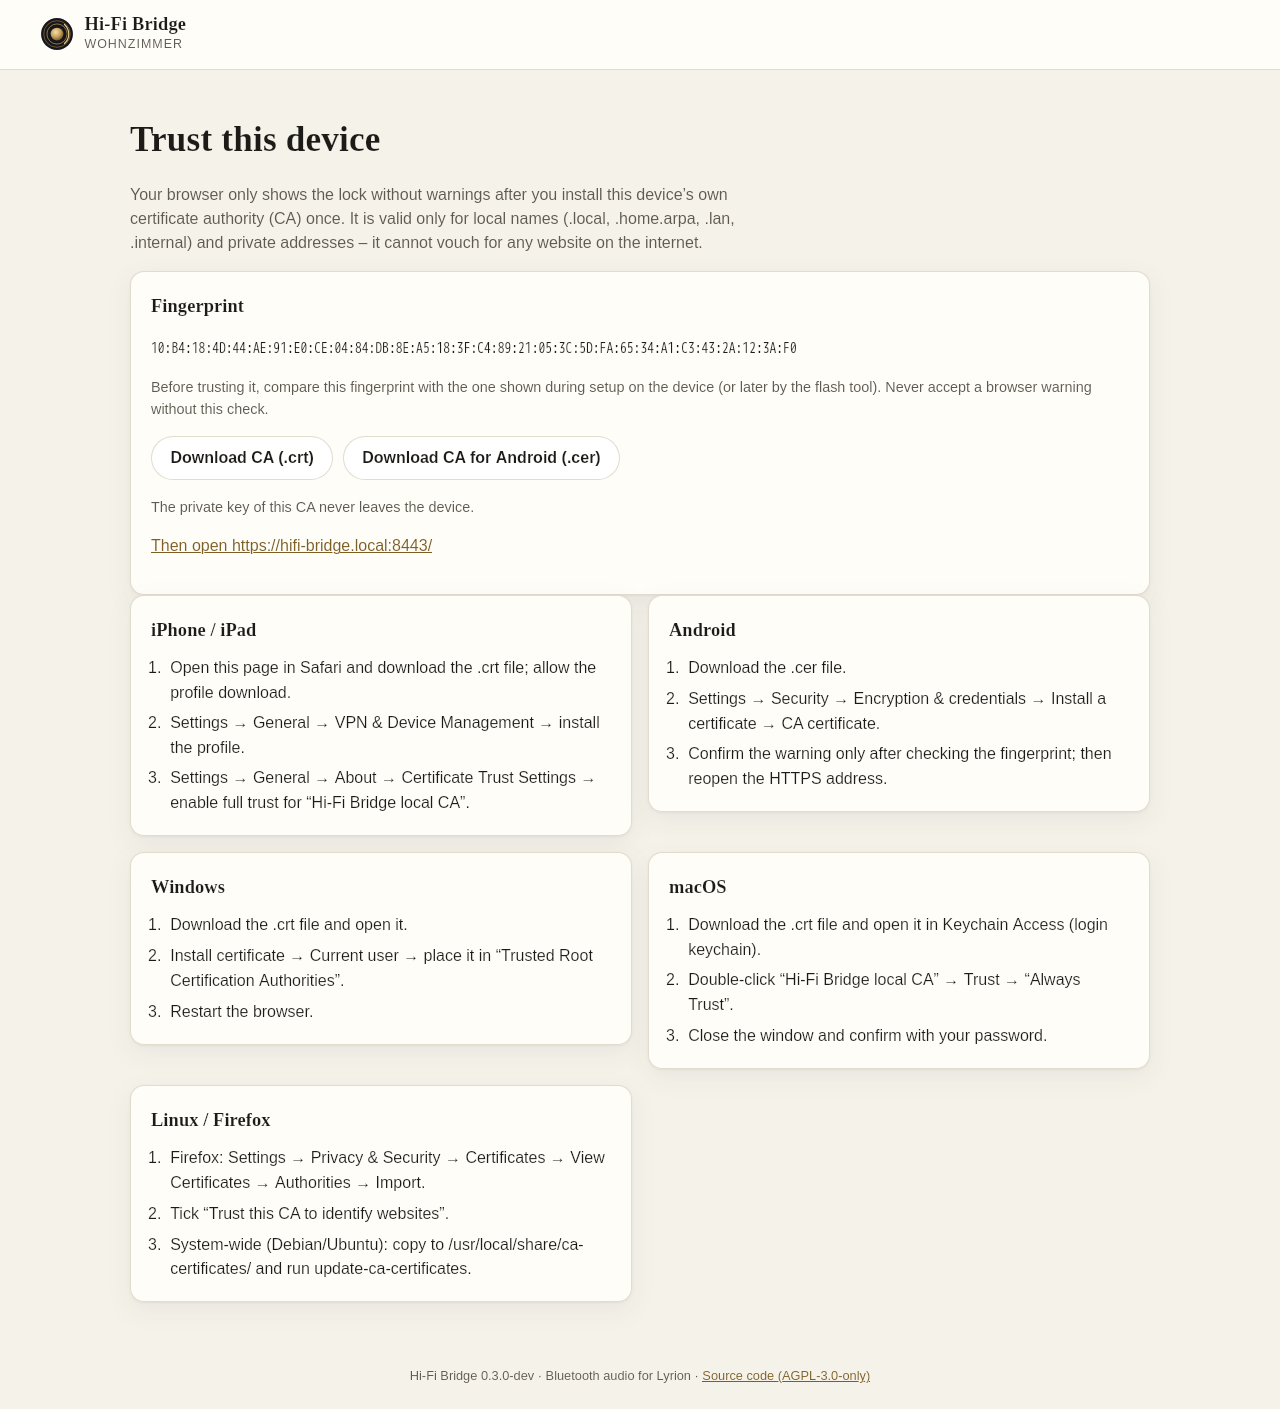 Hi-Fi Bridge
WOHNZIMMER
Trust this device
Your browser only shows the lock without warnings after you install this device’s own
certificate authority (CA) once. It is valid only for local names (.local, .home.arpa, .lan,
.internal) and private addresses – it cannot vouch for any website on the internet.
Fingerprint
10:B4:18:4D:44:AE:91:E0:CE:04:84:DB:8E:A5:18:3F:C4:89:21:05:3C:5D:FA:65:34:A1:C3:43:2A:12:3A:F0
Before trusting it, compare this fingerprint with the one shown during setup on the device (or later by the flash tool). Never accept a browser warning
without this check.
Download CA (.crt)
Download CA for Android (.cer)
The private key of this CA never leaves the device.
Then open https://hifi-bridge.local:8443/
iPhone / iPad
1. Open this page in Safari and download the .crt file; allow the
profile download.
2. Settings → General → VPN & Device Management → install
the profile.
3. Settings → General → About → Certificate Trust Settings →
enable full trust for “Hi-Fi Bridge local CA”.
Android
1. Download the .cer file.
2. Settings → Security → Encryption & credentials → Install a
certificate → CA certificate.
3. Confirm the warning only after checking the fingerprint; then
reopen the HTTPS address.
Windows
1. Download the .crt file and open it.
2. Install certificate → Current user → place it in “Trusted Root
Certification Authorities”.
3. Restart the browser.
macOS
1. Download the .crt file and open it in Keychain Access (login
keychain).
2. Double-click “Hi-Fi Bridge local CA” → Trust → “Always
Trust”.
3. Close the window and confirm with your password.
Linux / Firefox
1. Firefox: Settings → Privacy & Security → Certificates → View
Certificates → Authorities → Import.
2. Tick “Trust this CA to identify websites”.
3. System-wide (Debian/Ubuntu): copy to /usr/local/share/ca-
certificates/ and run update-ca-certificates.
Hi-Fi Bridge 0.3.0-dev · Bluetooth audio for Lyrion · Source code (AGPL-3.0-only)